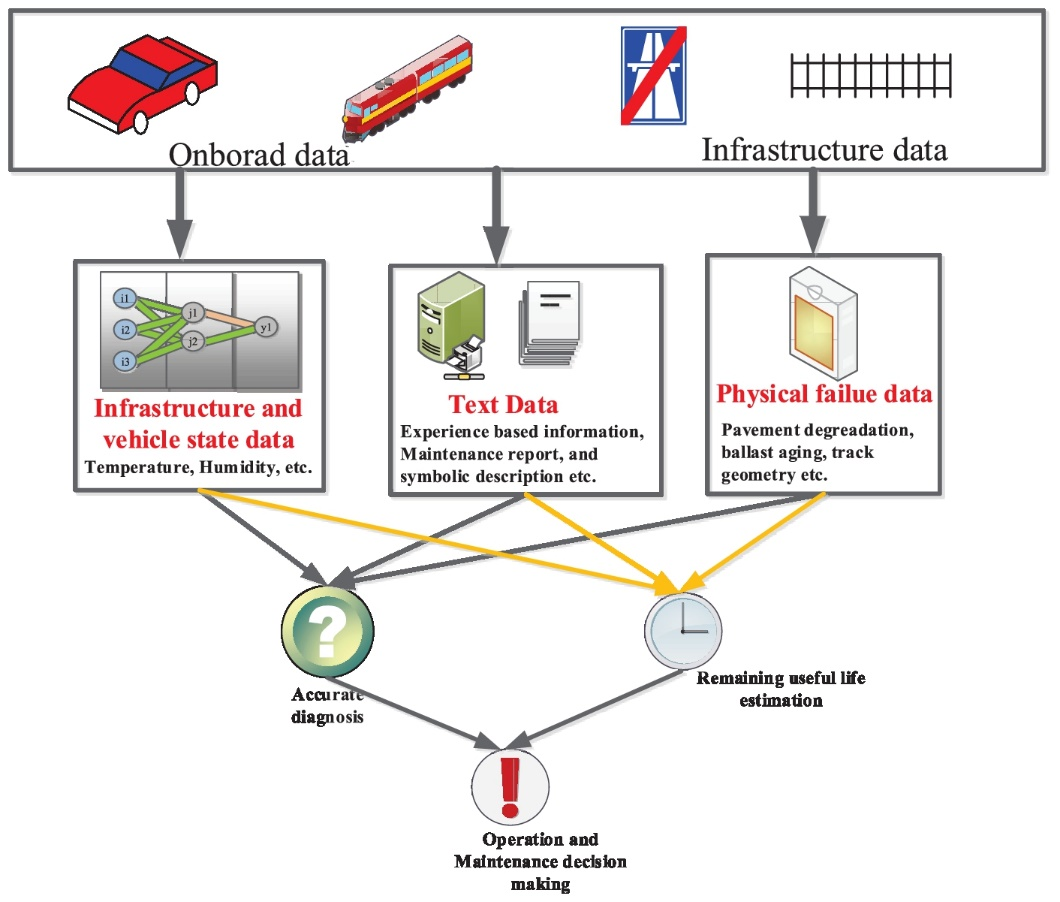 Onborad data
Infrastructure data
i1
i2
i3
j1
j2
y1
Infrastructure and
vehicle state data
Temperature, Humidity, etc.
Text Data
Experience based information,
Maintenance report, and
symbolic description etc.
Physical failue data
Pavement degreadation,
ballast aging, track
geometry etc.
?
Accurate
diagnosis
Remaining useful life
estimation
!
Operation and
Maintenance decision
making